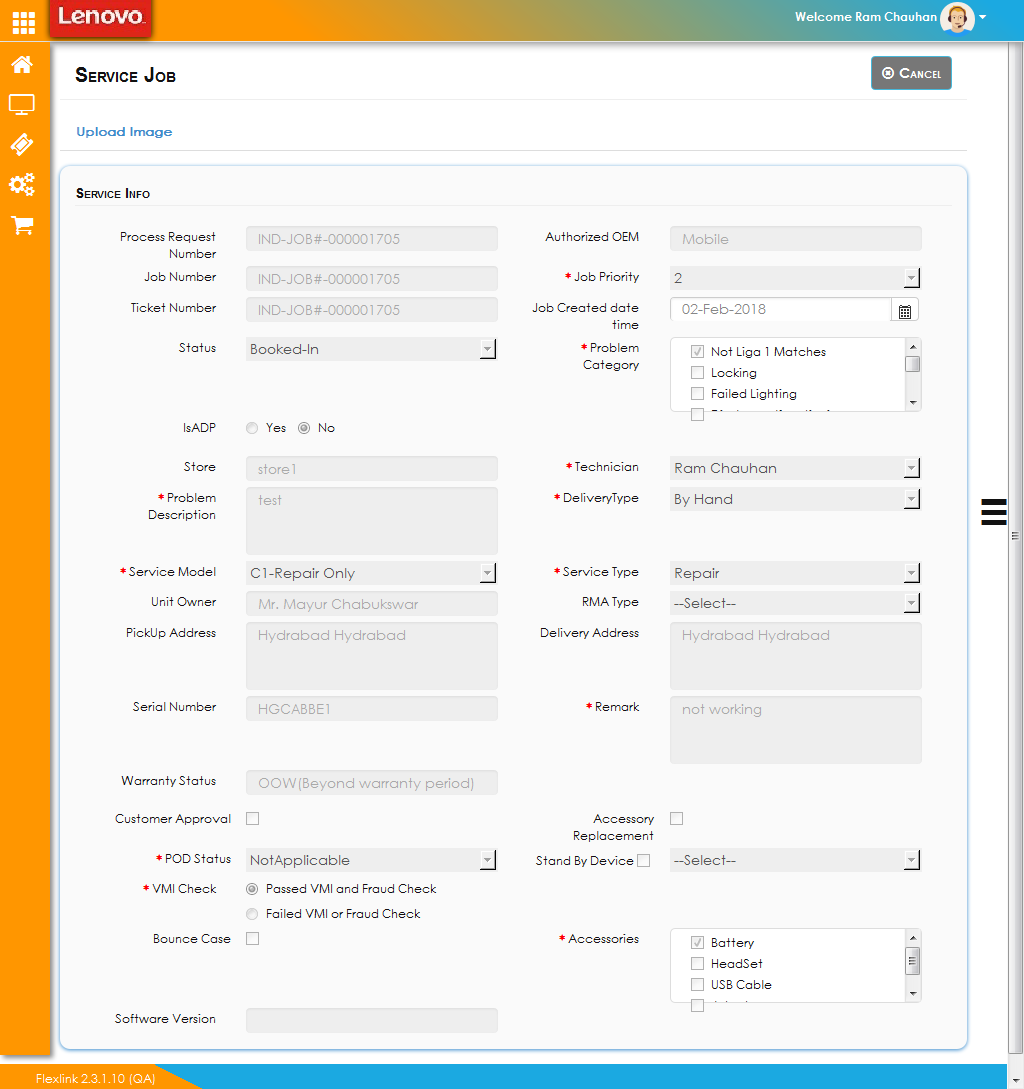 Lenovo
Welcome Ram Chauhan
Service Job
Cancel
Upload Image
Service Info
Process Request Number
IND-JOB#-000001705
Authorized OEM
Mobile
Job Number
IND-JOB#-000001705
* Job Priority
2
Ticket Number
IND-JOB#-000001705
Job Created date time
02-Feb-2018
Status
Booked-In
* Problem Category
Not Liga 1 Matches
Locking
Failed Lighting
IsADP
Yes
No
Store
store1
* Technician
Ram Chauhan
* Problem Description
test
* DeliveryType
By Hand
* Service Model
C1-Repair Only
* Service Type
Repair
Unit Owner
Mr. Mayur Chabukswar
RMA Type
--Select--
PickUp Address
Hydrabad Hydrabad
Delivery Address
Hydrabad Hydrabad
Serial Number
HGCABBE1
* Remark
not working
Warranty Status
OOW(Beyond warranty period)
Customer Approval
Accessory Replacement
* POD Status
NotApplicable
Stand By Device
--Select--
* VMI Check
Passed VMI and Fraud Check
Failed VMI or Fraud Check
Bounce Case
* Accessories
Battery
HeadSet
USB Cable
Software Version
Flexlink 2.3.1.10 (QA)